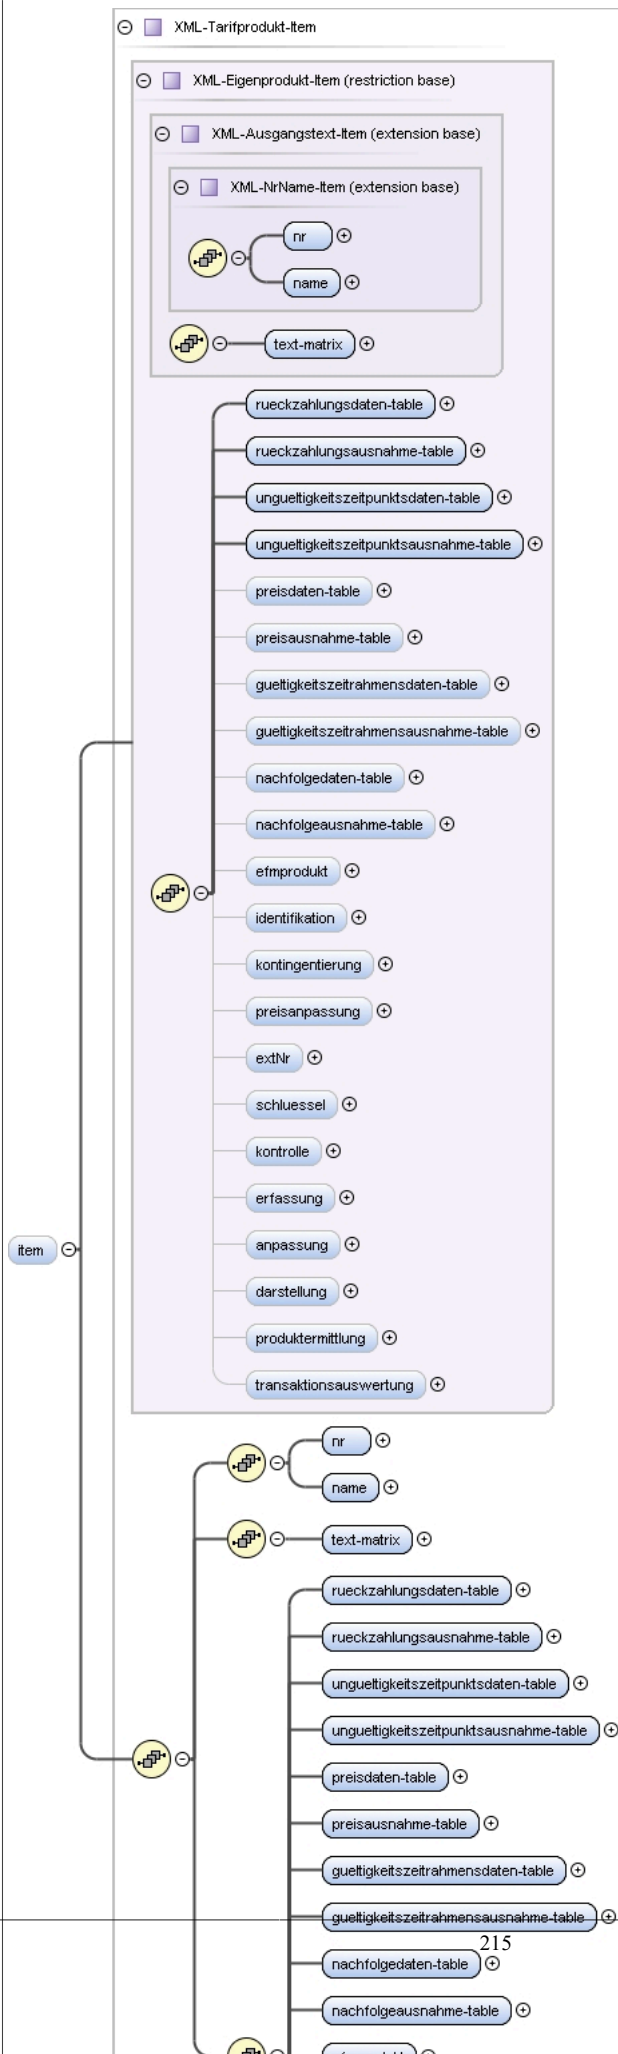 XML-Tarifprodukt-Item
XML-Eigenprodukt-Item (restriction base)
XML-Ausgangstext-Item (extension base)
XML-NrName-Item (extension base)
nr
name
text-matrix
rueckzahlungsdaten-table
rueckzahlungsausnahme-table
ungueltigkeitszeitpunktsdaten-table
ungueltigkeitszeitpunktsausnahme-table
preisdaten-table
preisausnahme-table
gueltigkeitszeitrahmensdaten-table
gueltigkeitszeitrahmensausnahme-table
nachfolgedaten-table
nachfolgeausnahme-table
efmprodukt
identifikation
kontingentierung
preisanpassung
extNr
schluessel
kontrolle
erfassung
item
anpassung
darstellung
produktermittlung
transaktionsauswertung
nr
name
text-matrix
rueckzahlungsdaten-table
rueckzahlungsausnahme-table
ungueltigkeitszeitpunktsdaten-table
ungueltigkeitszeitpunktsausnahme-table
preisdaten-table
preisausnahme-table
gueltigkeitszeitrahmensdaten-table
gueltigkeitszeitrahmensausnahme-table
215
nachfolgedaten-table
nachfolgeausnahme-table